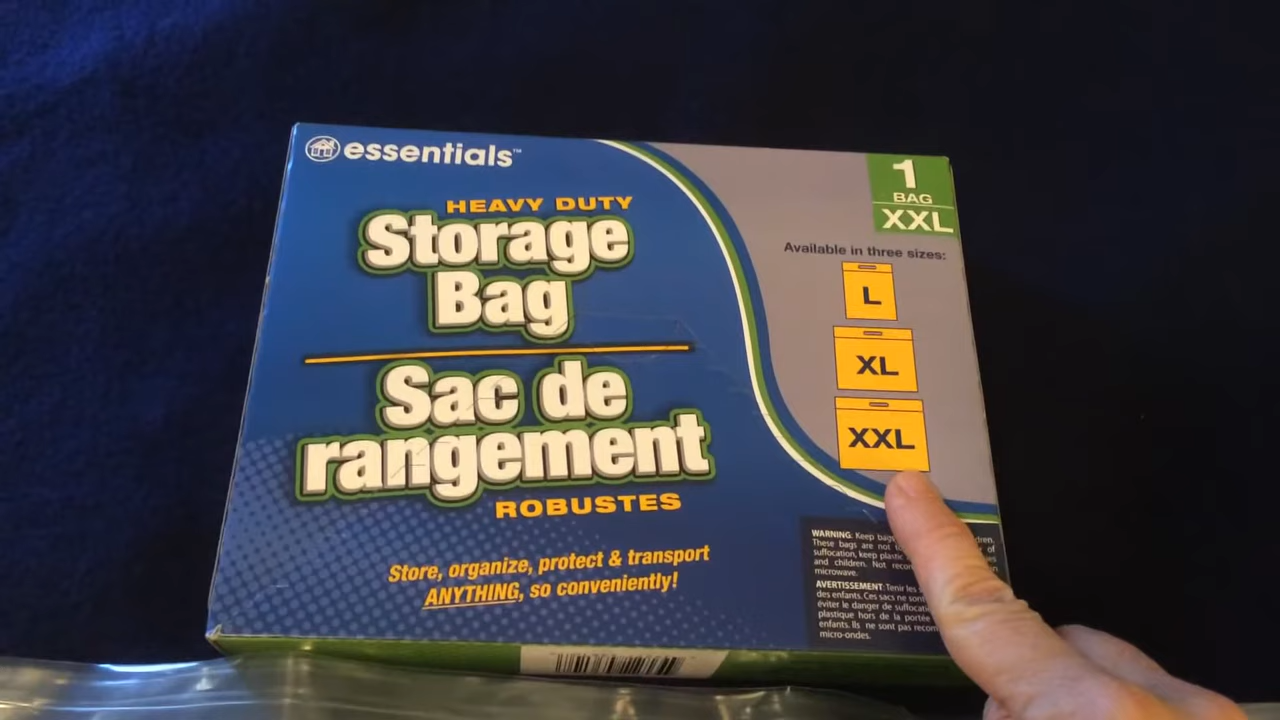 essentials™
HEAVY DUTY
Storage
Bag
Sac de
rangement
ROBUSTES
Store, organize, protect & transport
ANYTHING, so conveniently!
1
BAG
XXL
Available in three sizes:
L
XL
XXL
WARNING: Keep bags
These bags are not of
suffocation, keep plastic
and children. Not
microwave.
AVERTISSEMENT: Tenir les
des enfants. Ces sacs ne sont
éviter le danger de
plastique hors de la portée
enfants. Ils ne sont pas
micro-ondes.